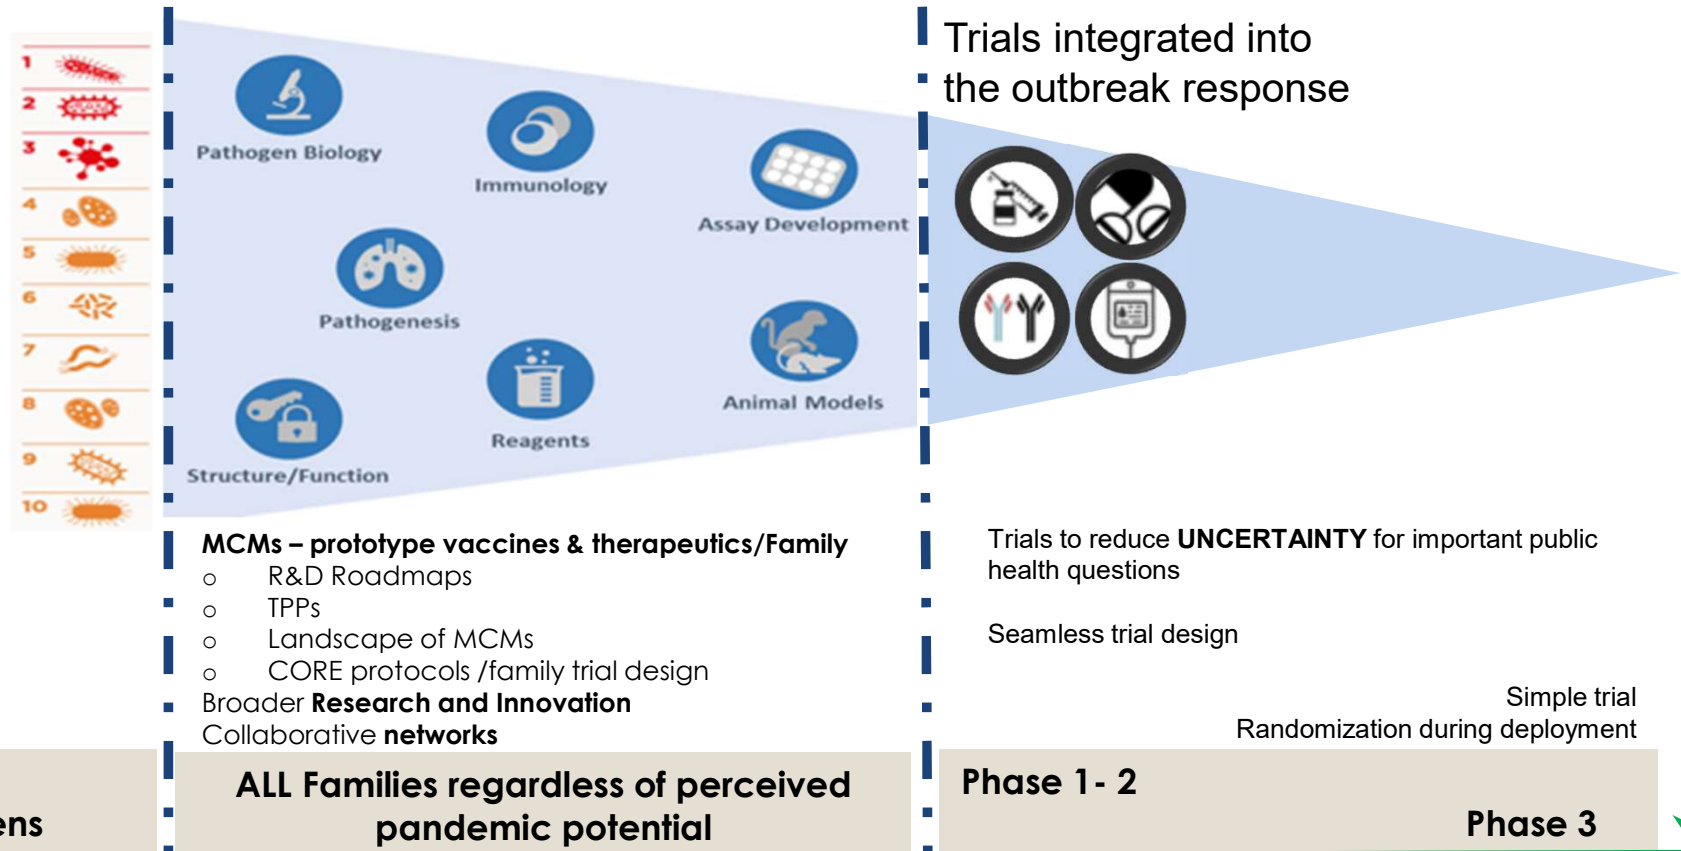 1
2
3
4
5
6
7
8
9
10
Pathogen Biology
Immunology
Assay Development
Pathogenesis
Animal Models
Reagents
Structure/Function
Trials integrated into
the outbreak response
MCMs – prototype vaccines & therapeutics/Family
o R&D Roadmaps
o TPPs
o Landscape of MCMs
o CORE protocols /family trial design
Broader Research and Innovation
Collaborative networks
Trials to reduce UNCERTAINTY for important public
health questions
Seamless trial design
Simple trial
Randomization during deployment
ens
ALL Families regardless of perceived
pandemic potential
Phase 1- 2
Phase 3